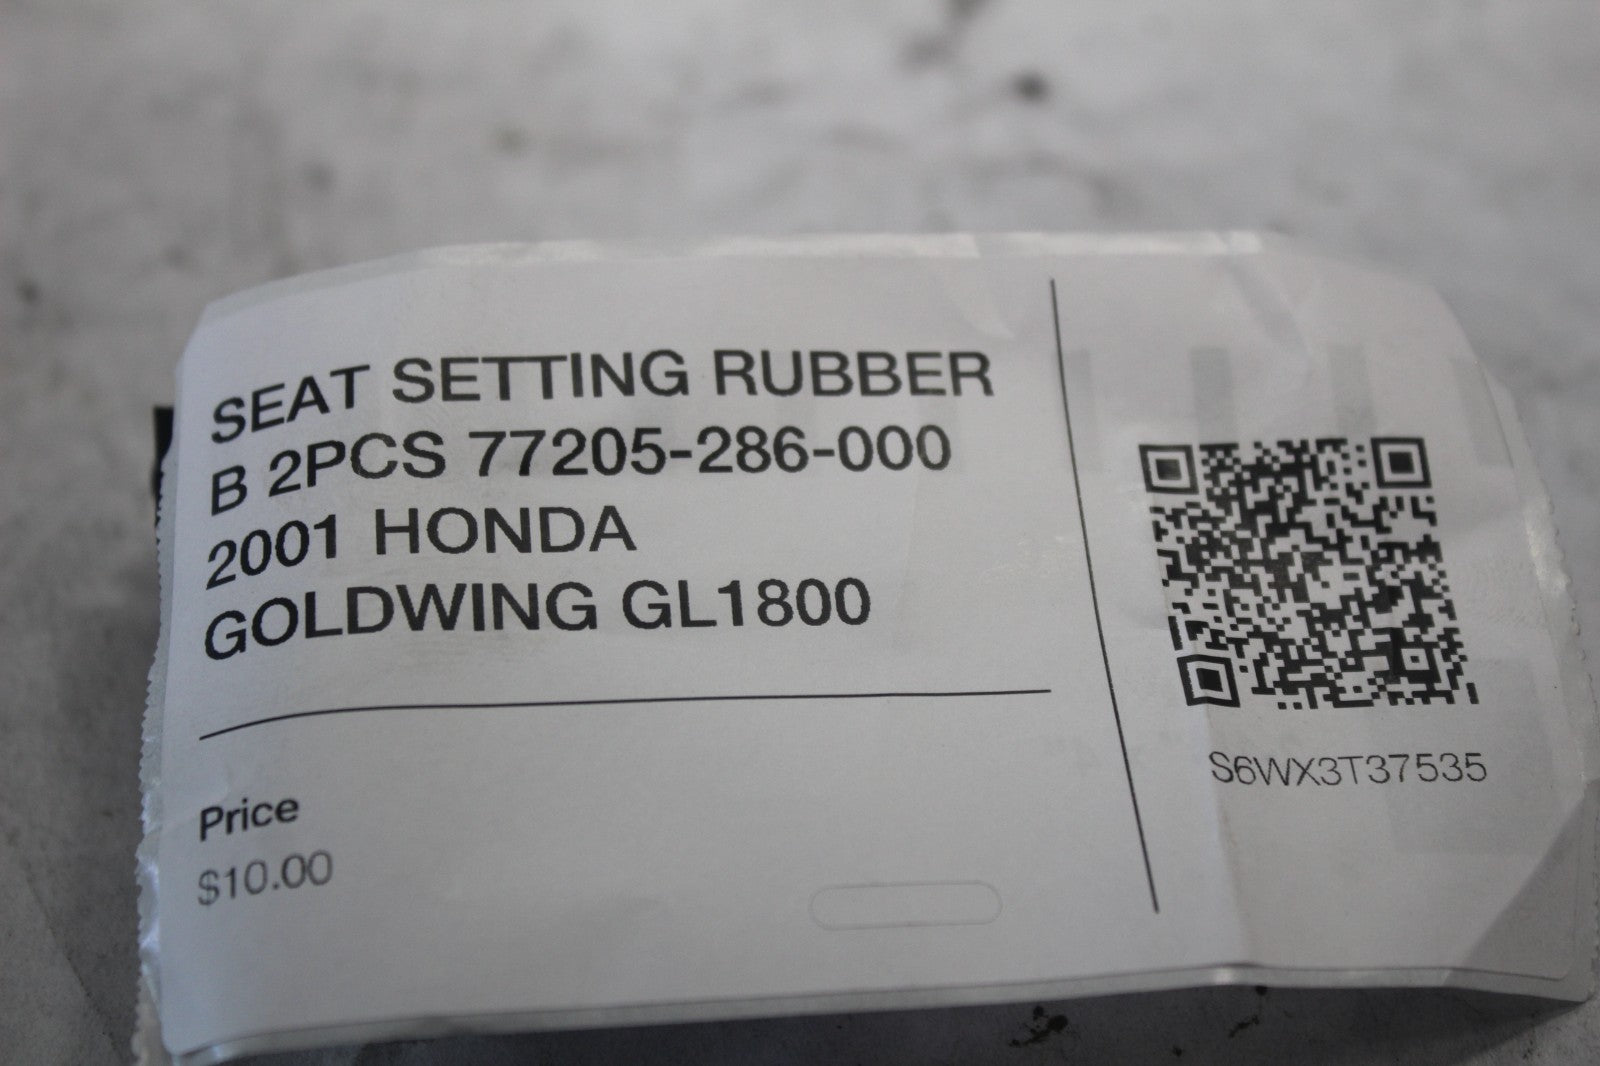 SEAT SETTING RUBBER
B 2PCS 77205-286-000
2001 HONDA
GOLDWING GL1800
Price
$10.00
S6WX3T37535